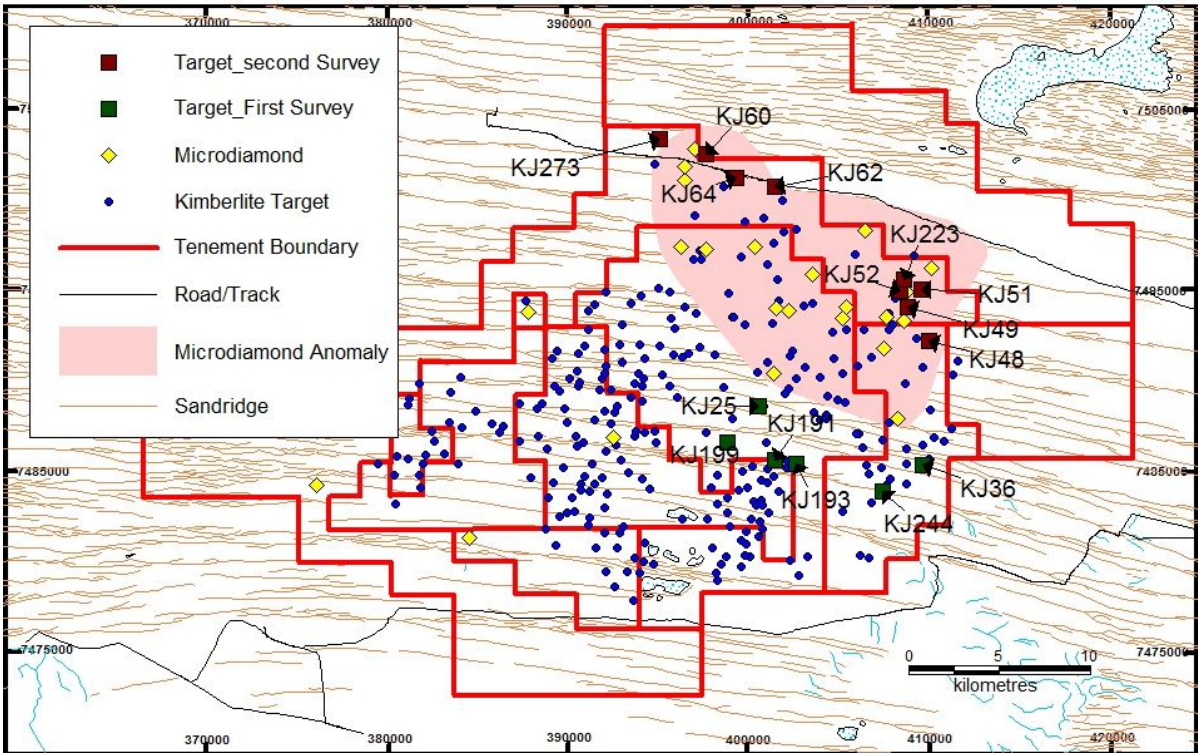 370000 380000 390000 400000 410000 420000
Target_second Survey
Target_First Survey
Microdiamond
Kimberlite Target
Tenement Boundary
Road/Track
Microdiamond Anomaly
Sandridge
7505000
KJ60
KJ273
KJ64
KJ62
KJ223
KJ52
KJ51
7495000
KJ49
KJ48
KJ25
KJ191
KJ199
7485000
7485000
KJ193
KJ36
KJ244
7475000
7475000
0 5 10
kilometres
370000 380000 390000 400000 410000 420000